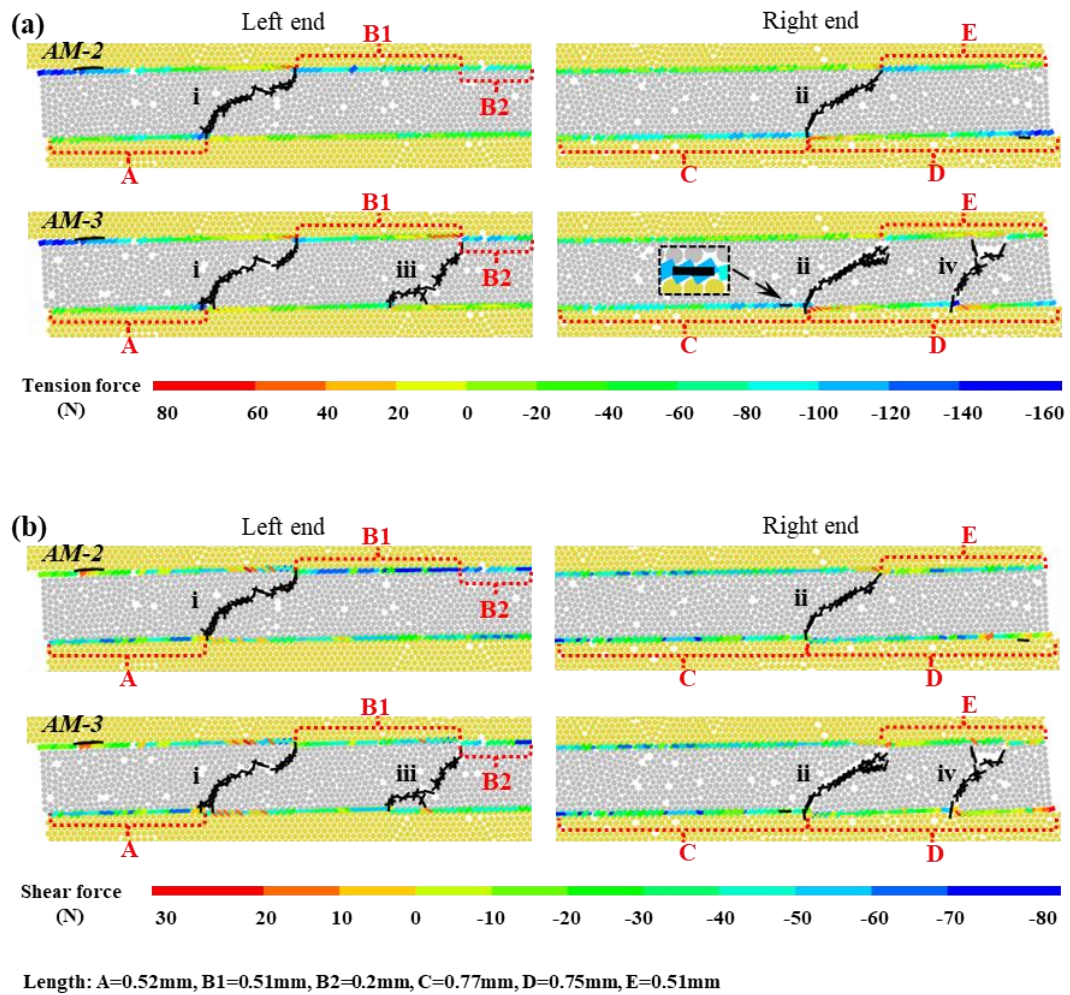 (a)
Left end
Right end
AM-2
B1
E
i
ii
B2
A
C
D
AM-3
B1
E
i
iii
ii
iv
B2
A
C
D
Tension force
(N)
80 60 40 20 0 -20 -40 -60 -80 -100 -120 -140 -160
(b)
Left end
Right end
AM-2
B1
E
i
ii
B2
A
C
D
AM-3
B1
E
i
iii
ii
iv
B2
A
C
D
Shear force
(N)
30 20 10 0 -10 -20 -30 -40 -50 -60 -70 -80
Length: A=0.52mm, B1=0.51mm, B2=0.2mm, C=0.77mm, D=0.75mm, E=0.51mm